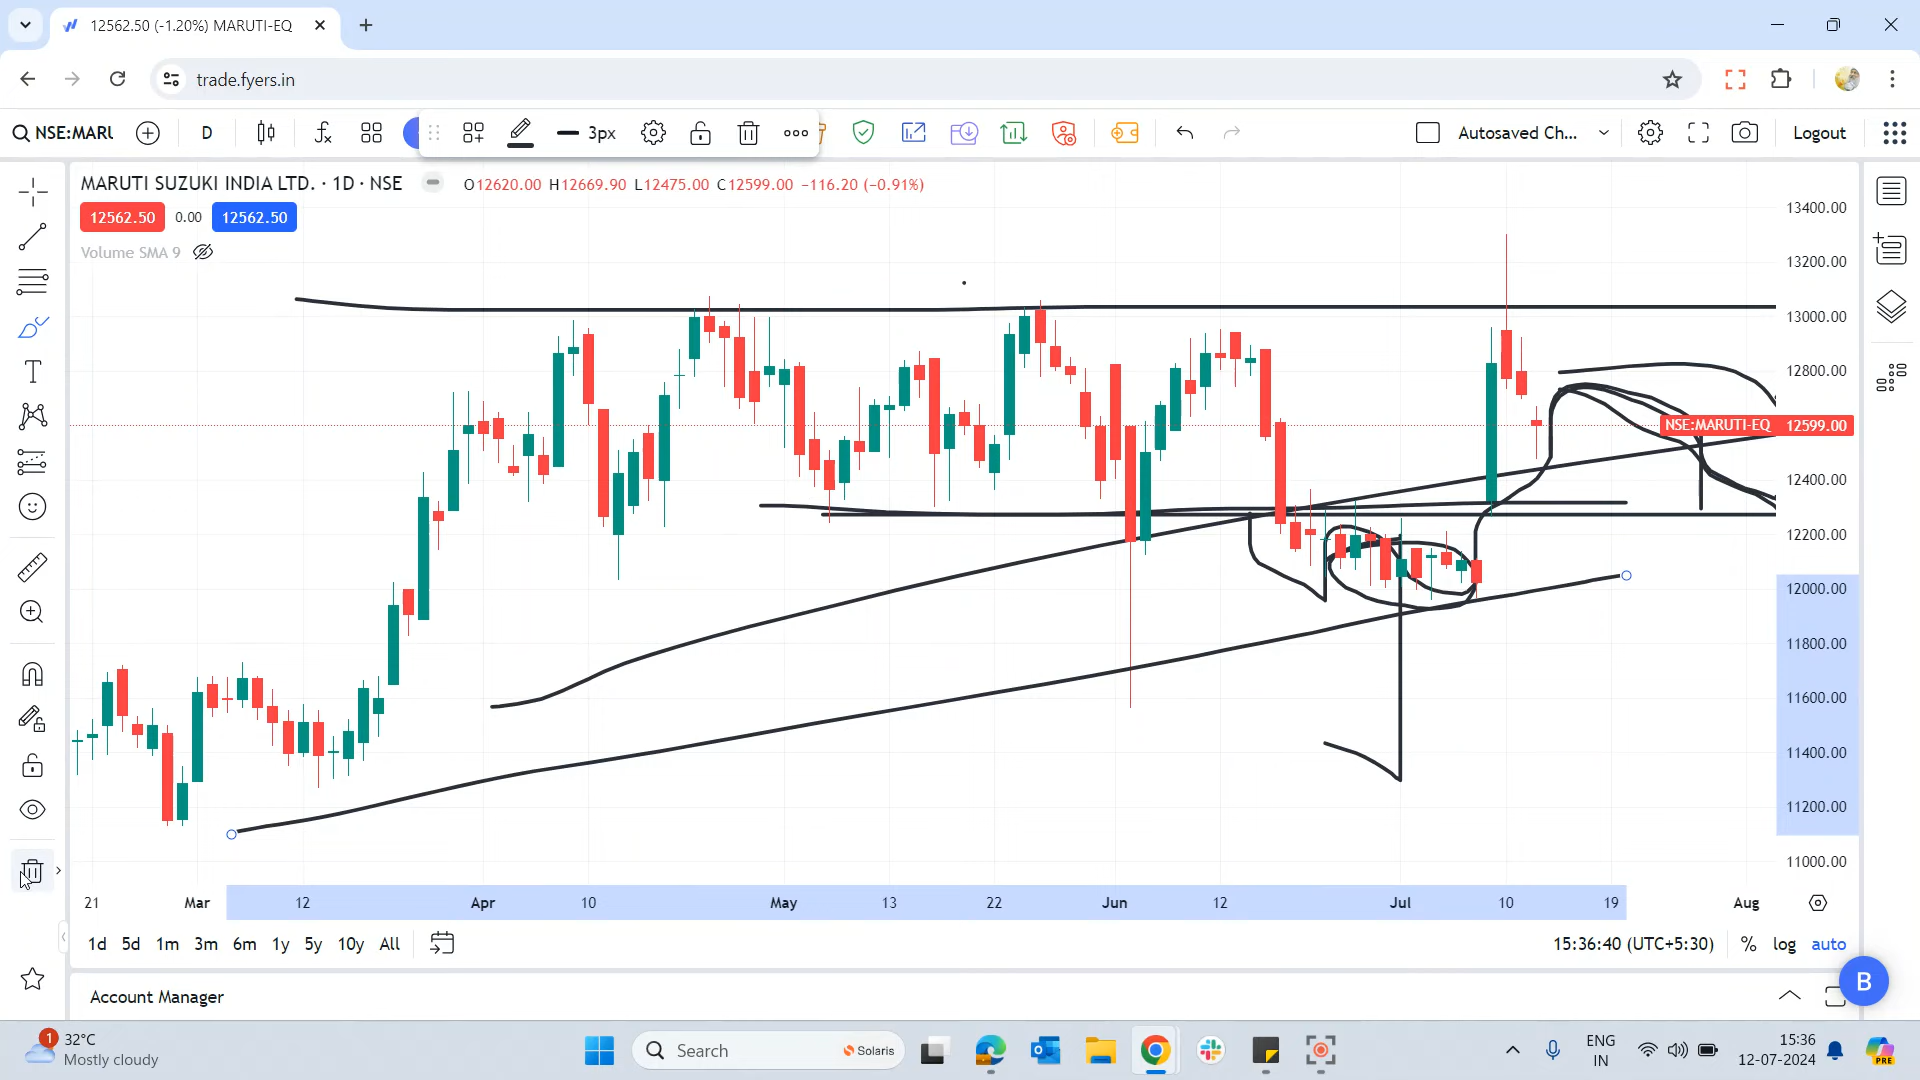 12562.50 (-1.20%) MARUTI-EQ
trade.fyers.in
NSE:MARU
D
3px
Autosaved Ch...
Logout
MARUTI SUZUKI INDIA LTD. · 1D · NSE
O12620.00 H12669.90 L12475.00 C12599.00 −116.20 (−0.91%)
12562.50 0.00 12562.50
Volume SMA 9
13400.00
13200.00
13000.00
12800.00
NSE:MARUTI-EQ 12599.00
12400.00
12200.00
12000.00
11800.00
11600.00
11400.00
11200.00
11000.00
21 Mar 12 Apr 10 May 13 22 Jun 12 Jul 10 19 Aug
1d 5d 1m 3m 6m 1y 5y 10y All
15:36:40 (UTC+5:30) % log auto
B
Account Manager
1
32°C
Mostly cloudy
Search
Solaris
ENG
IN
15:36
12-07-2024
PRE